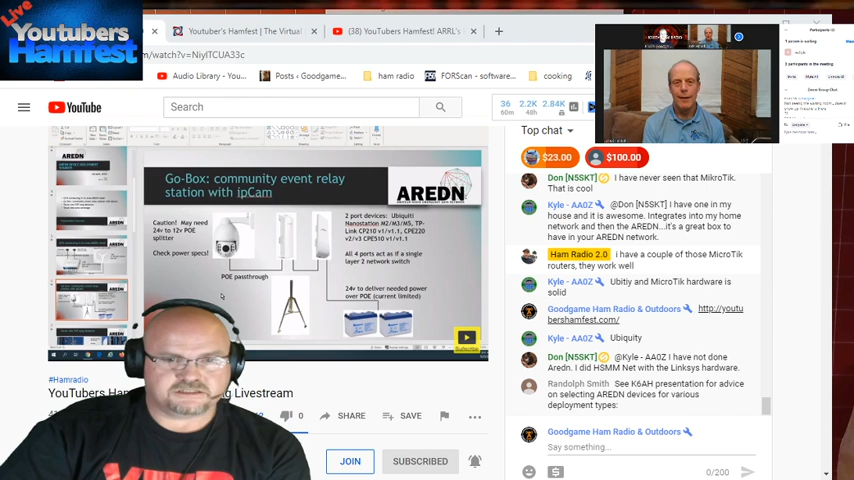 Live
Youtubers
Hamfest
Youtuber's Hamfest | The Virtual
(38) YouTubers Hamfest! ARRL's
om/watch?v=NiyITCUA33c
Audio Library - You...
Posts ‹ Goodgame...
ham radio
FORScan - software...
cooking
YouTube
Search
36
60m
2.2K
48h
2.84K
Top chat
$23.00
$100.00
Don [N5SKT] I have never seen that MikroTik.
That is cool
Kyle - AA0Z @Don [N5SKT] I have one in my
house and it is awesome. Integrates into my home
network and then the AREDN...it's a great box to
have in your AREDN network.
Ham Radio 2.0 i have a couple of those MicroTik
routers, they work well
Kyle - AA0Z Ubitiy and MicroTik hardware is
solid
Goodgame Ham Radio & Outdoors http://youtu
bershamfest.com/
Kyle - AA0Z Ubiquity
Don [N5SKT] @Kyle - AA0Z I have not done
Aredn. I did HSMM Net with the Linksys hardware.
Randolph Smith See K6AH presentation for advice
on selecting AREDN devices for various
deployment types:
Goodgame Ham Radio & Outdoors
Say something...
0/200
Go-Box: community event relay
station with ipCam
AREDN
Caution! May need
24v to 12v POE
splitter
Check power specs!
POE passthrough
2 port devices: Ubiquiti
Nanostation M2/M3/M5, TP-
Link CP210 v1/v1.1, CPE220
v2/v3 CPE510 v1/v1.1
All 4 ports act as if a single
layer 2 network switch
24v to deliver needed power
over POE (current limited)
#Hamradio
YouTubers Ham
Livestream
0
SHARE
SAVE
JOIN
SUBSCRIBED